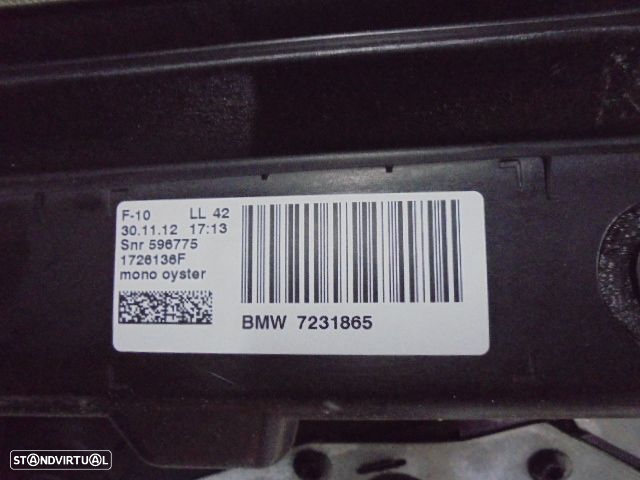 F-10 LL 42
30.11.12 17:13
Snr 596775
1726136F
mono oyster
BMW 7231865
STANDVIRTUAL